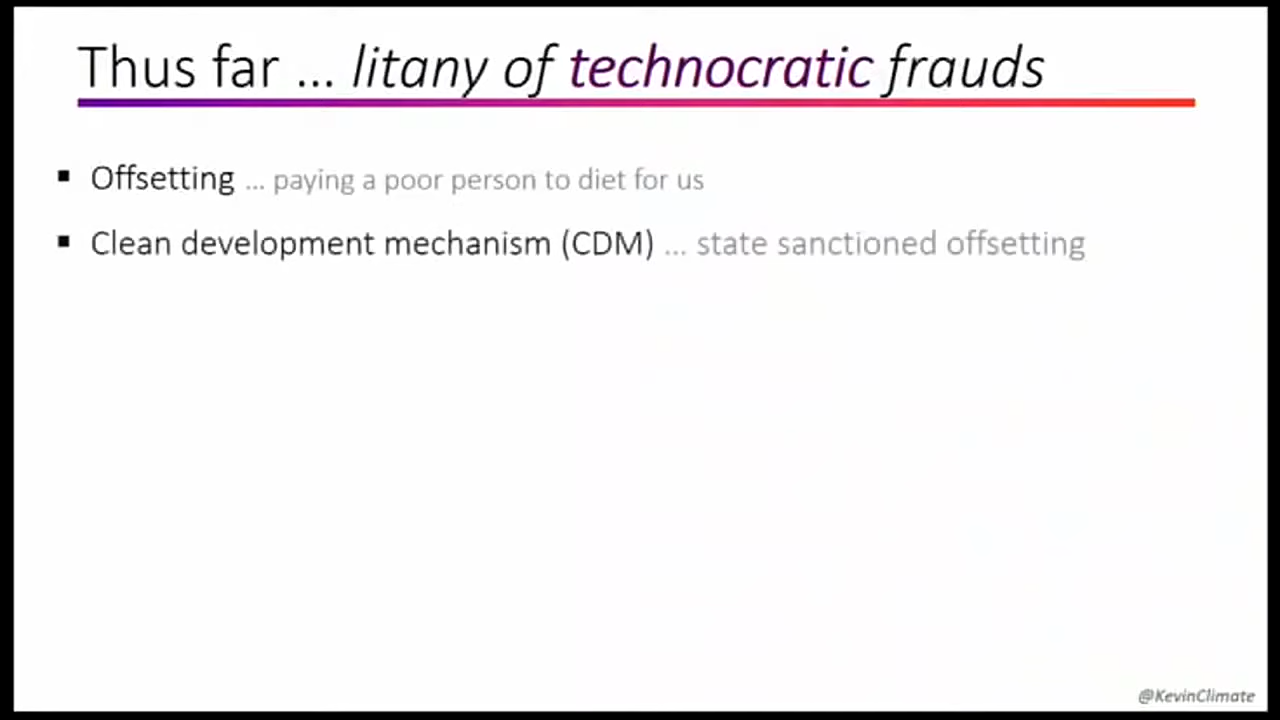 Thus far ... litany of technocratic frauds
▪ Offsetting ... paying a poor person to diet for us
▪ Clean development mechanism (CDM) ... state sanctioned offsetting
@KevinClimate